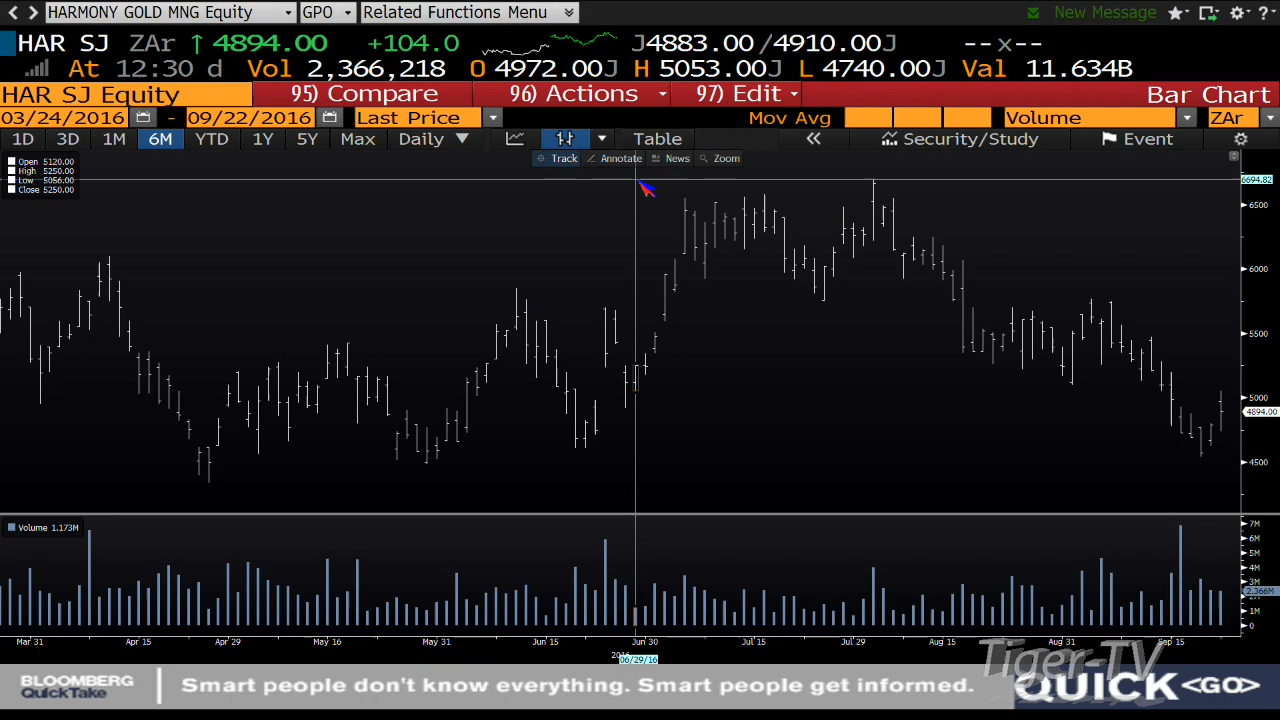 HARMONY GOLD MNG Equity GPO Related Functions Menu New Message
HAR SJ ZAr ↑ 4894.00 +104.0 J4883.00/4910.00J --x--
At 12:30 d Vol 2,366,218 O 4972.00J H 5053.00J L 4740.00J Val 11.634B
HAR SJ Equity 95) Compare 96) Actions 97) Edit Bar Chart
03/24/2016 - 09/22/2016 Last Price Mov Avg Volume ZAr
1D 3D 1M 6M YTD 1Y 5Y Max Daily ▼ Table « Security/Study Event
Track Annotate News Zoom
Open 5120.00
High 5250.00
Low 5056.00
Close 5250.00
6694.82
6500
6000
5500
5000
4894.00
4500
Volume 1.173M
7M
6M
5M
4M
3M
2.366M
1M
0
Mar 31 Apr 15 Apr 29 May 16 May 31 Jun 15 Jun 30 Jul 15 Jul 29 Aug 15 Aug 31 Sep 15
06/29/16
Tiger-TV
BLOOMBERG
QuickTake
Smart people don't know everything. Smart people get informed.
QUICK <GO>